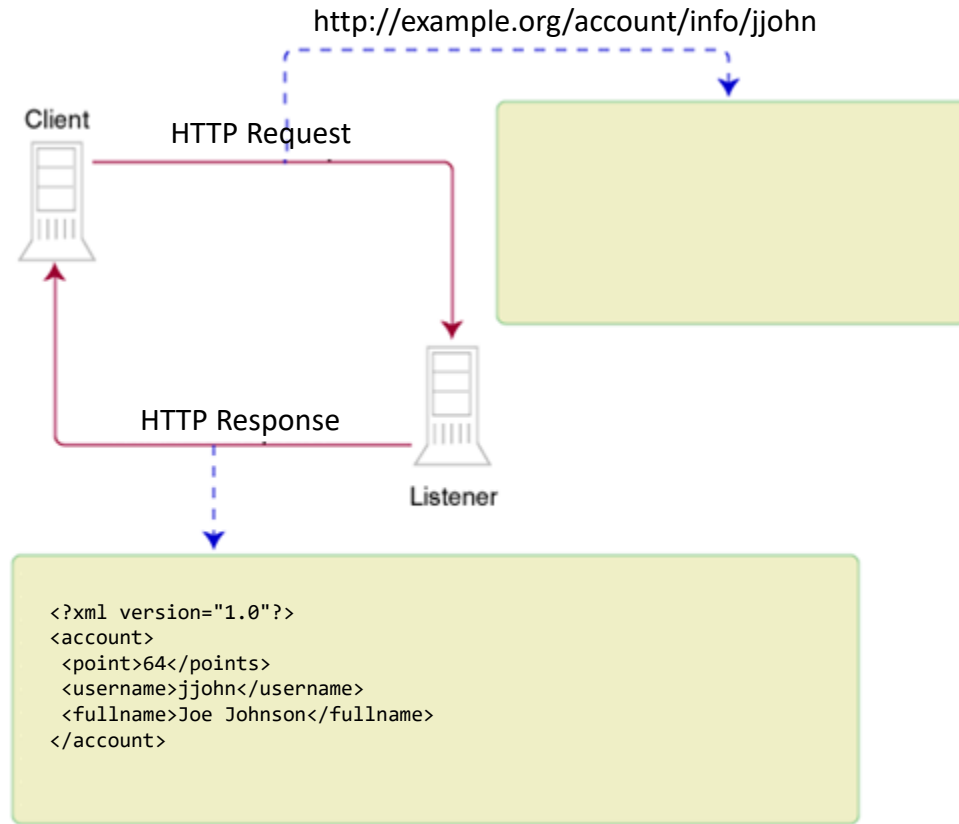 http://example.org/account/info/jjohn
Client
HTTP Request
HTTP Response
Listener
<?xml version="1.0"?>
<account>
<point>64</points>
<username>jjohn</username>
<fullname>Joe Johnson</fullname>
</account>